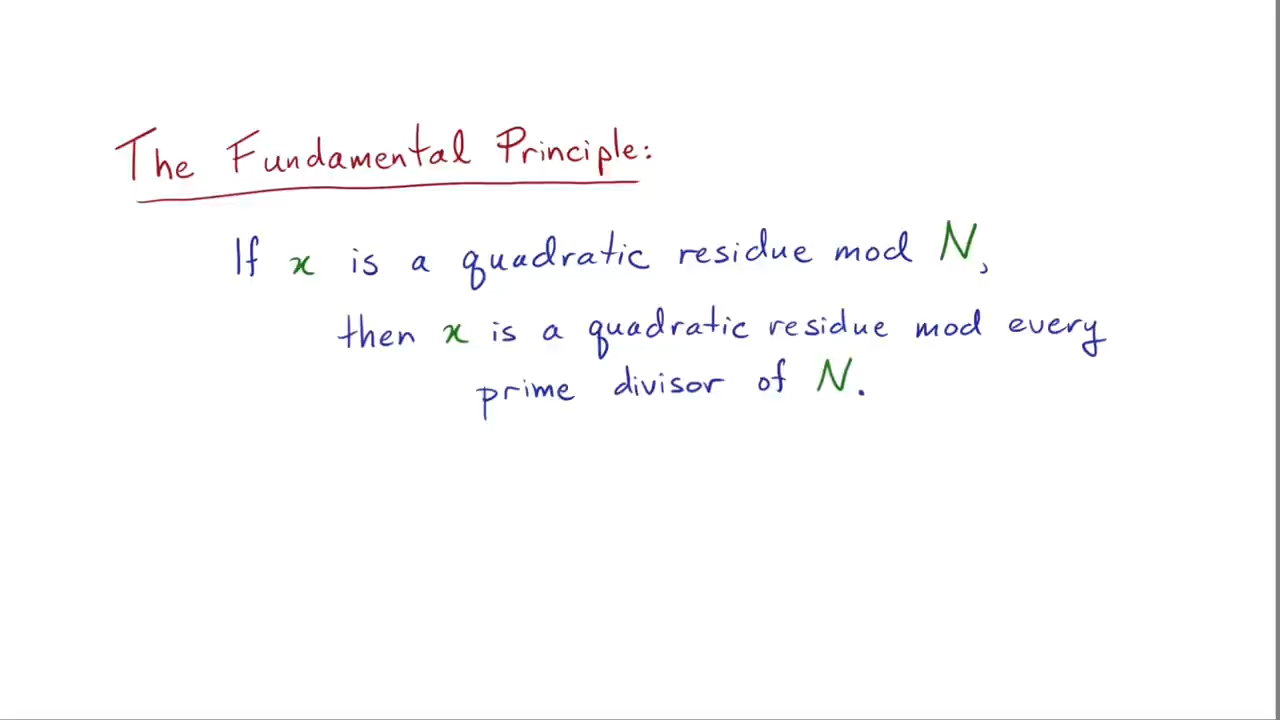 The Fundamental Principle:
If x is a quadratic residue mod N,
then x is a quadratic residue mod every
prime divisor of N.